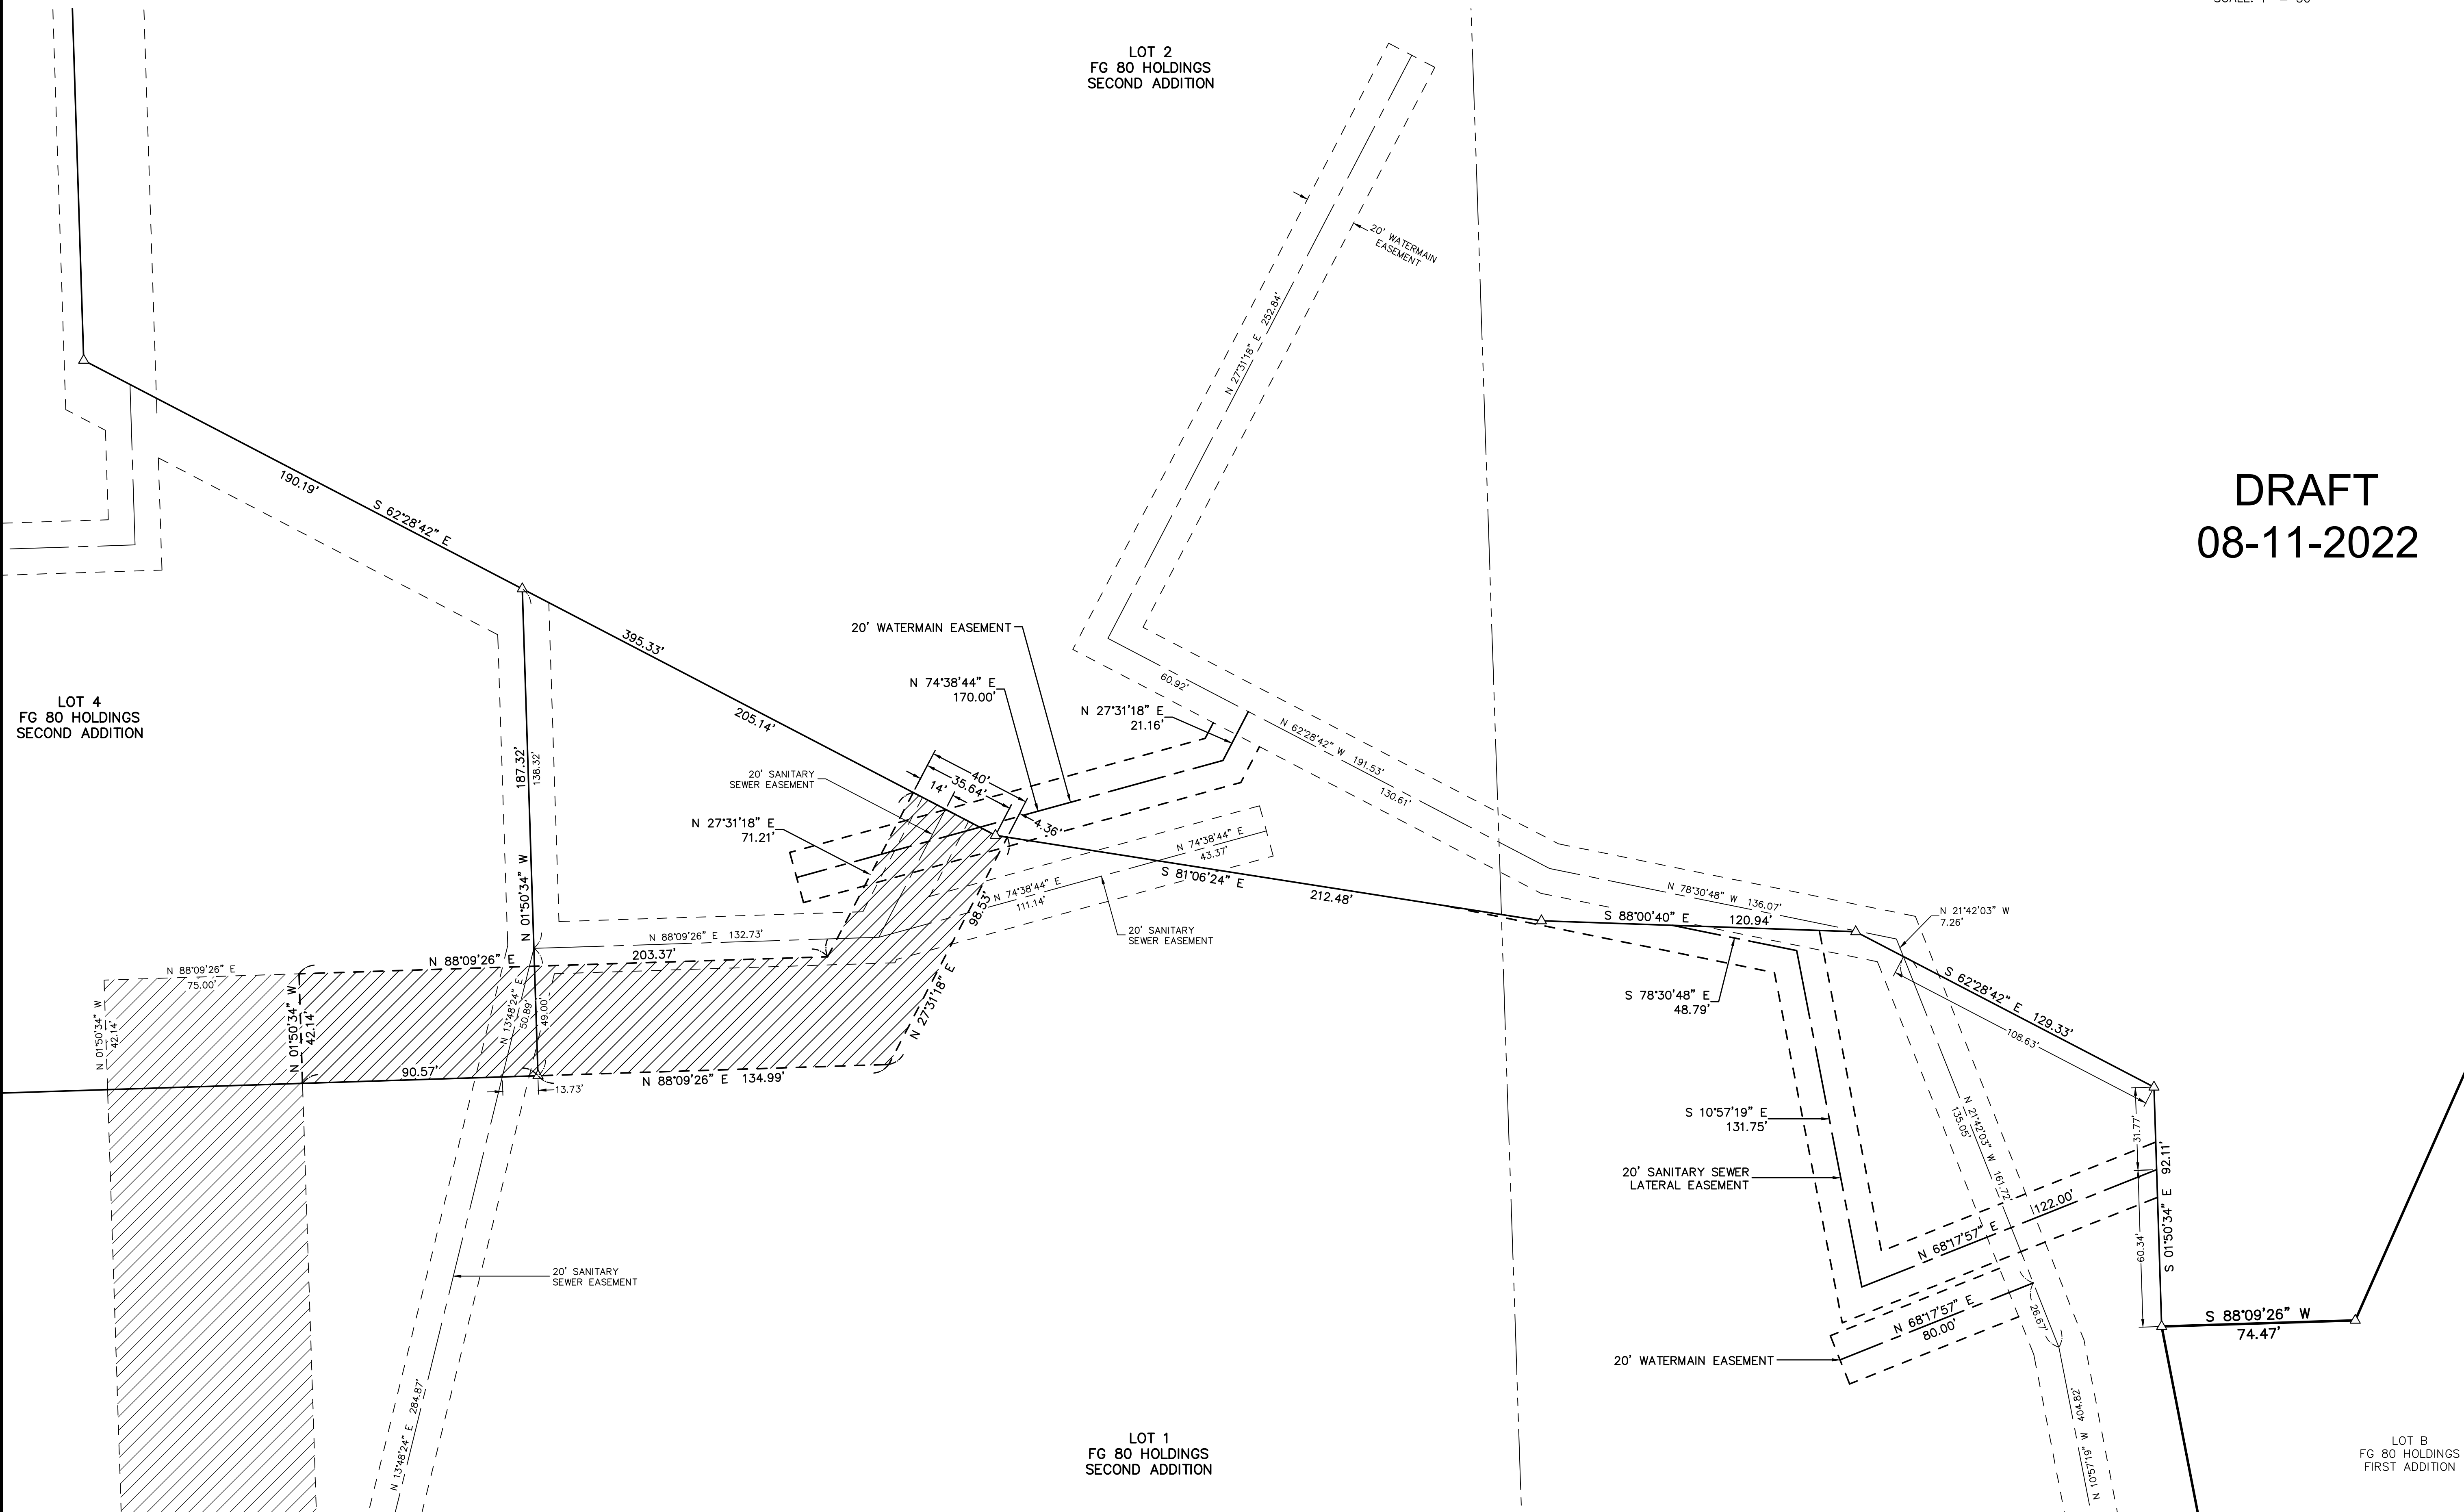 LOT 2
FG 80 HOLDINGS
SECOND ADDITION
20' WATERMAIN
EASEMENT
N 27°31'18" E 252.84'
DRAFT
08-11-2022
190.19'
S 62°28'42" E
395.33'
205.14'
LOT 4
FG 80 HOLDINGS
SECOND ADDITION
187.32'
138.32'
N 01°50'34" W
20' WATERMAIN EASEMENT
N 74°38'44" E
170.00'
N 27°31'18" E
21.16'
60.92'
N 62°28'42" W 191.53'
130.61'
20' SANITARY
SEWER EASEMENT
40'
35.64'
14'
4.36'
N 27°31'18" E
71.21'
N 74°38'44" E
43.37'
N 74°38'44" E
111.14'
S 81°06'24" E
212.48'
98.53'
N 27°31'18" E
20' SANITARY
SEWER EASEMENT
N 78°30'48" W 136.07'
S 88°00'40" E 120.94'
N 21°42'03" W
7.26'
N 88°09'26" E 132.73'
N 88°09'26" E
203.37'
N 88°09'26" E
75.00'
N 01°50'34" W
42.14'
N 01°50'34" W
42.14'
N 13°48'24" E
50.89'
49.00'
90.57'
13.73'
N 88°09'26" E 134.99'
S 78°30'48" E
48.79'
S 62°28'42" E 129.33'
108.63'
S 10°57'19" E
131.75'
N 21°42'03" W 161.72'
135.05'
31.77'
S 01°50'34" E 92.11'
60.34'
20' SANITARY SEWER
LATERAL EASEMENT
N 68°17'57" E
122.00'
N 68°17'57" E
80.00'
26.67'
20' WATERMAIN EASEMENT
S 88°09'26" W
74.47'
20' SANITARY
SEWER EASEMENT
N 13°48'24" E 284.87'
N 10°57'19" W 404.82'
LOT 1
FG 80 HOLDINGS
SECOND ADDITION
LOT B
FG 80 HOLDINGS
FIRST ADDITION